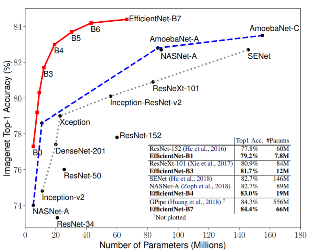 84
82
80
78
76
74
Imagenet Top-1 Accuracy (%)
EfficientNet-B7
B6
B5
B4
B3
B0
AmoebaNet-A
AmoebaNet-C
NASNet-A
SENet
ResNeXt-101
Inception-ResNet-v2
Xception
ResNet-152
DenseNet-201
ResNet-50
Inception-v2
NASNet-A
ResNet-34
Top1 Acc. #Params
ResNet-152 (He et al., 2016) 77.8% 60M
EfficientNet-B1 79.2% 7.8M
ResNeXt-101 (Xie et al., 2017) 80.9% 84M
EfficientNet-B3 81.7% 12M
SENet (Hu et al., 2018) 82.7% 146M
NASNet-A (Zoph et al., 2018) 82.7% 89M
EfficientNet-B4 83.0% 19M
GPipe (Huang et al., 2018) † 84.3% 556M
EfficientNet-B7 84.4% 66M
†Not plotted
0 20 40 60 80 100 120 140 160 180
Number of Parameters (Millions)